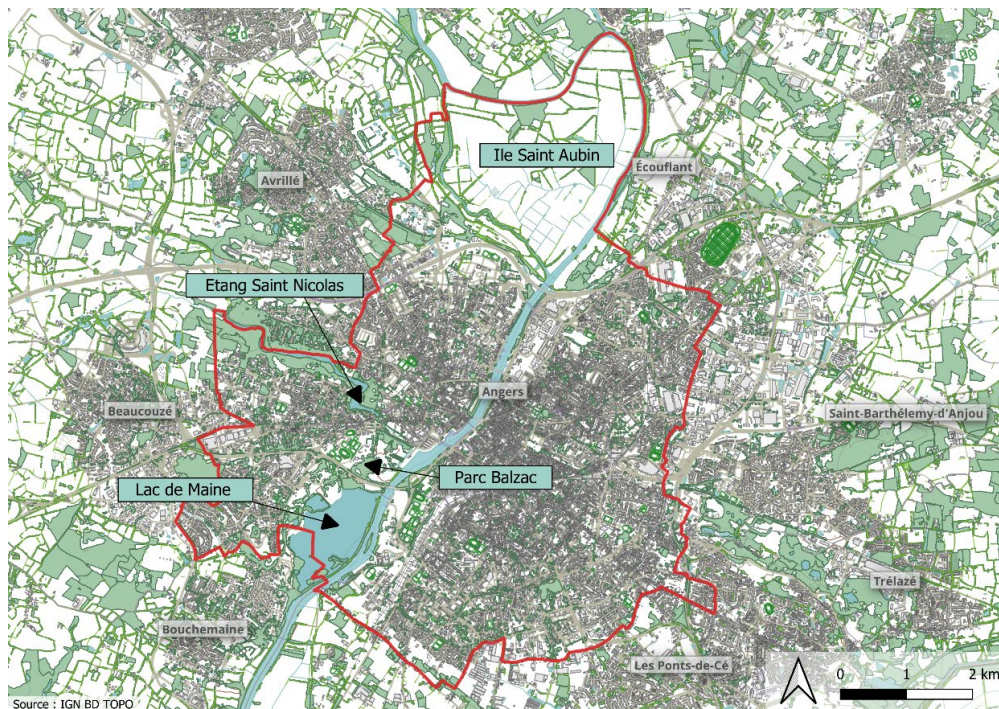 Ile Saint Aubin
Écouflant
Avrillé
Etang Saint Nicolas
Angers
Beaucouzé
Saint-Barthélemy-d'Anjou
Parc Balzac
Lac de Maine
Trélazé
Bouchemaine
Les Ponts-de-Cé
0 1 2 km
Source : IGN BD TOPO